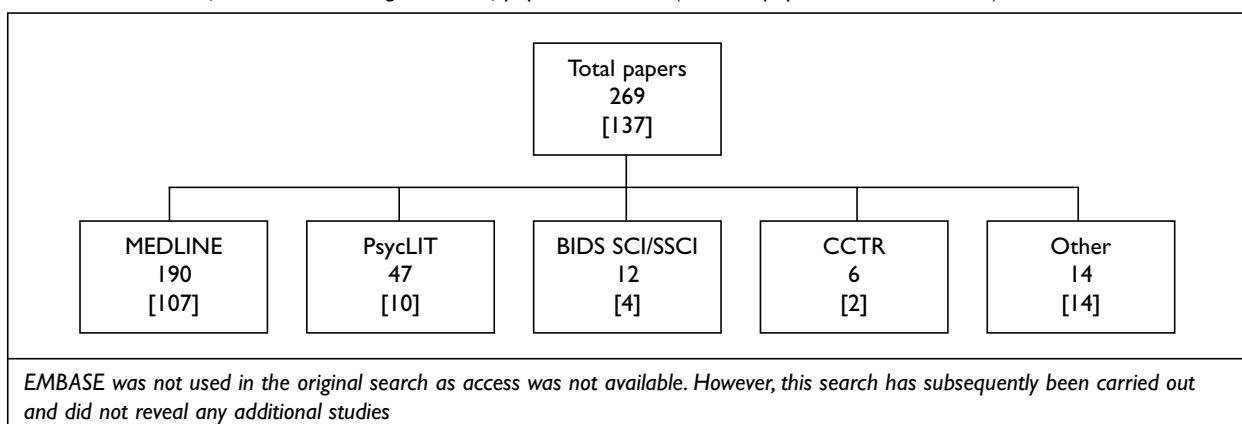 Total papers
269
[137]
MEDLINE
190
[107]
PsycLIT
47
[10]
BIDS SCI/SSCI
12
[4]
CCTR
6
[2]
Other
14
[14]
EMBASE was not used in the original search as access was not available. However, this search has subsequently been carried out
and did not reveal any additional studies